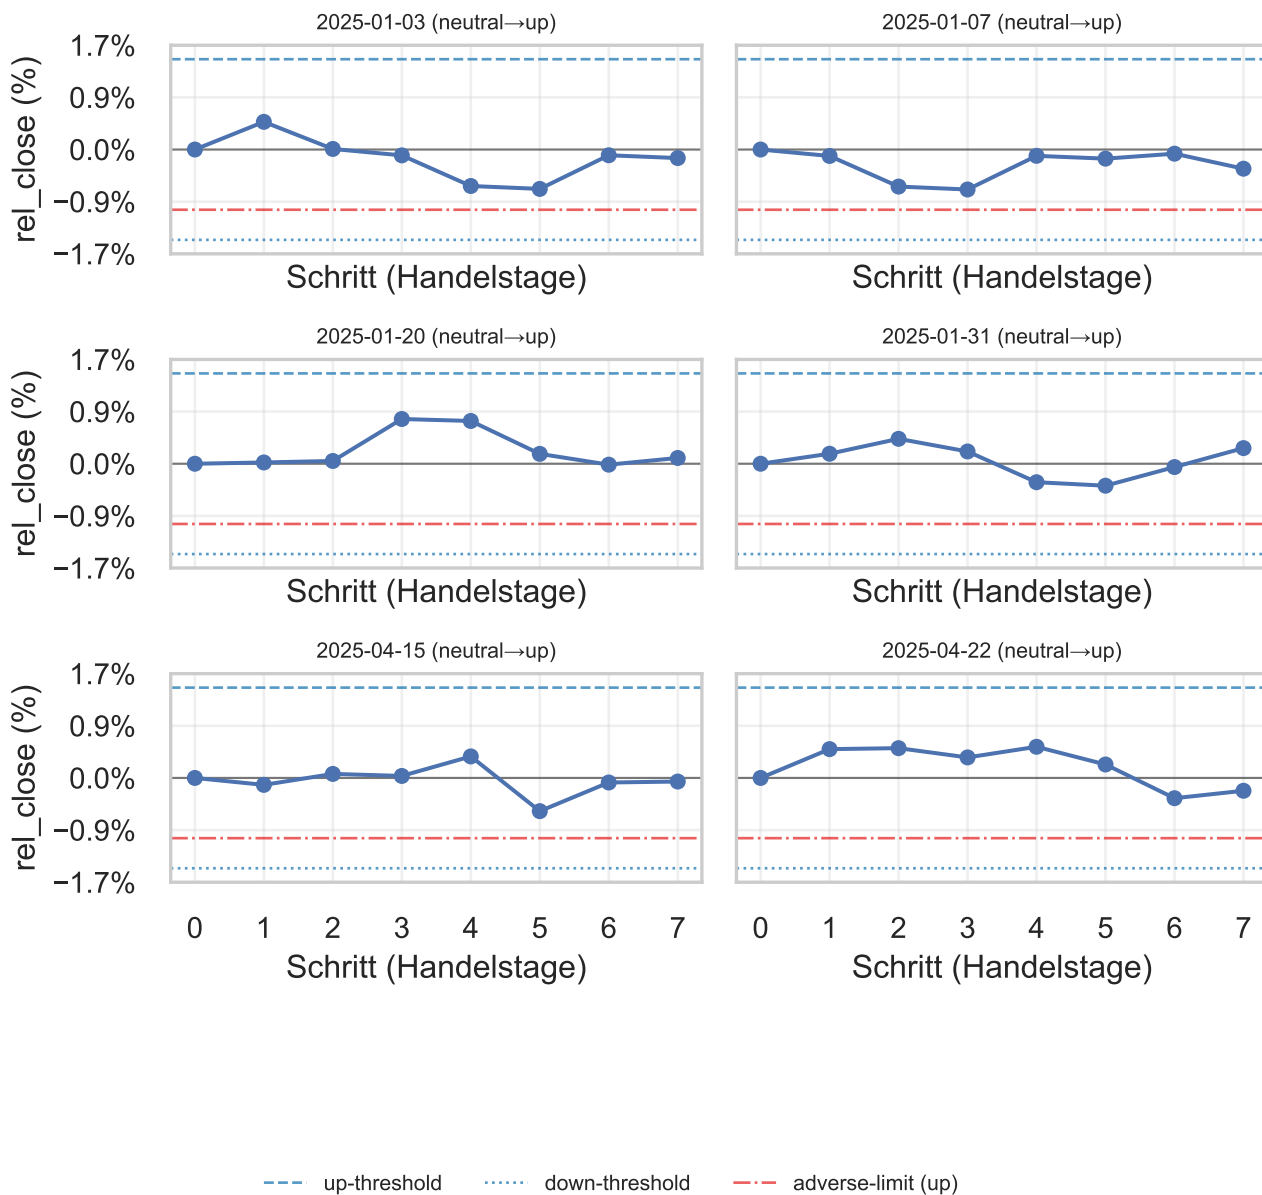 2025-01-03 (neutral→up)
2025-01-07 (neutral→up)
rel_close (%)
1.7%
0.9%
0.0%
−0.9%
−1.7%
Schritt (Handelstage)
Schritt (Handelstage)
2025-01-20 (neutral→up)
2025-01-31 (neutral→up)
rel_close (%)
1.7%
0.9%
0.0%
−0.9%
−1.7%
Schritt (Handelstage)
Schritt (Handelstage)
2025-04-15 (neutral→up)
2025-04-22 (neutral→up)
rel_close (%)
1.7%
0.9%
0.0%
−0.9%
−1.7%
0 1 2 3 4 5 6 7
0 1 2 3 4 5 6 7
Schritt (Handelstage)
Schritt (Handelstage)
up-threshold
down-threshold
adverse-limit (up)